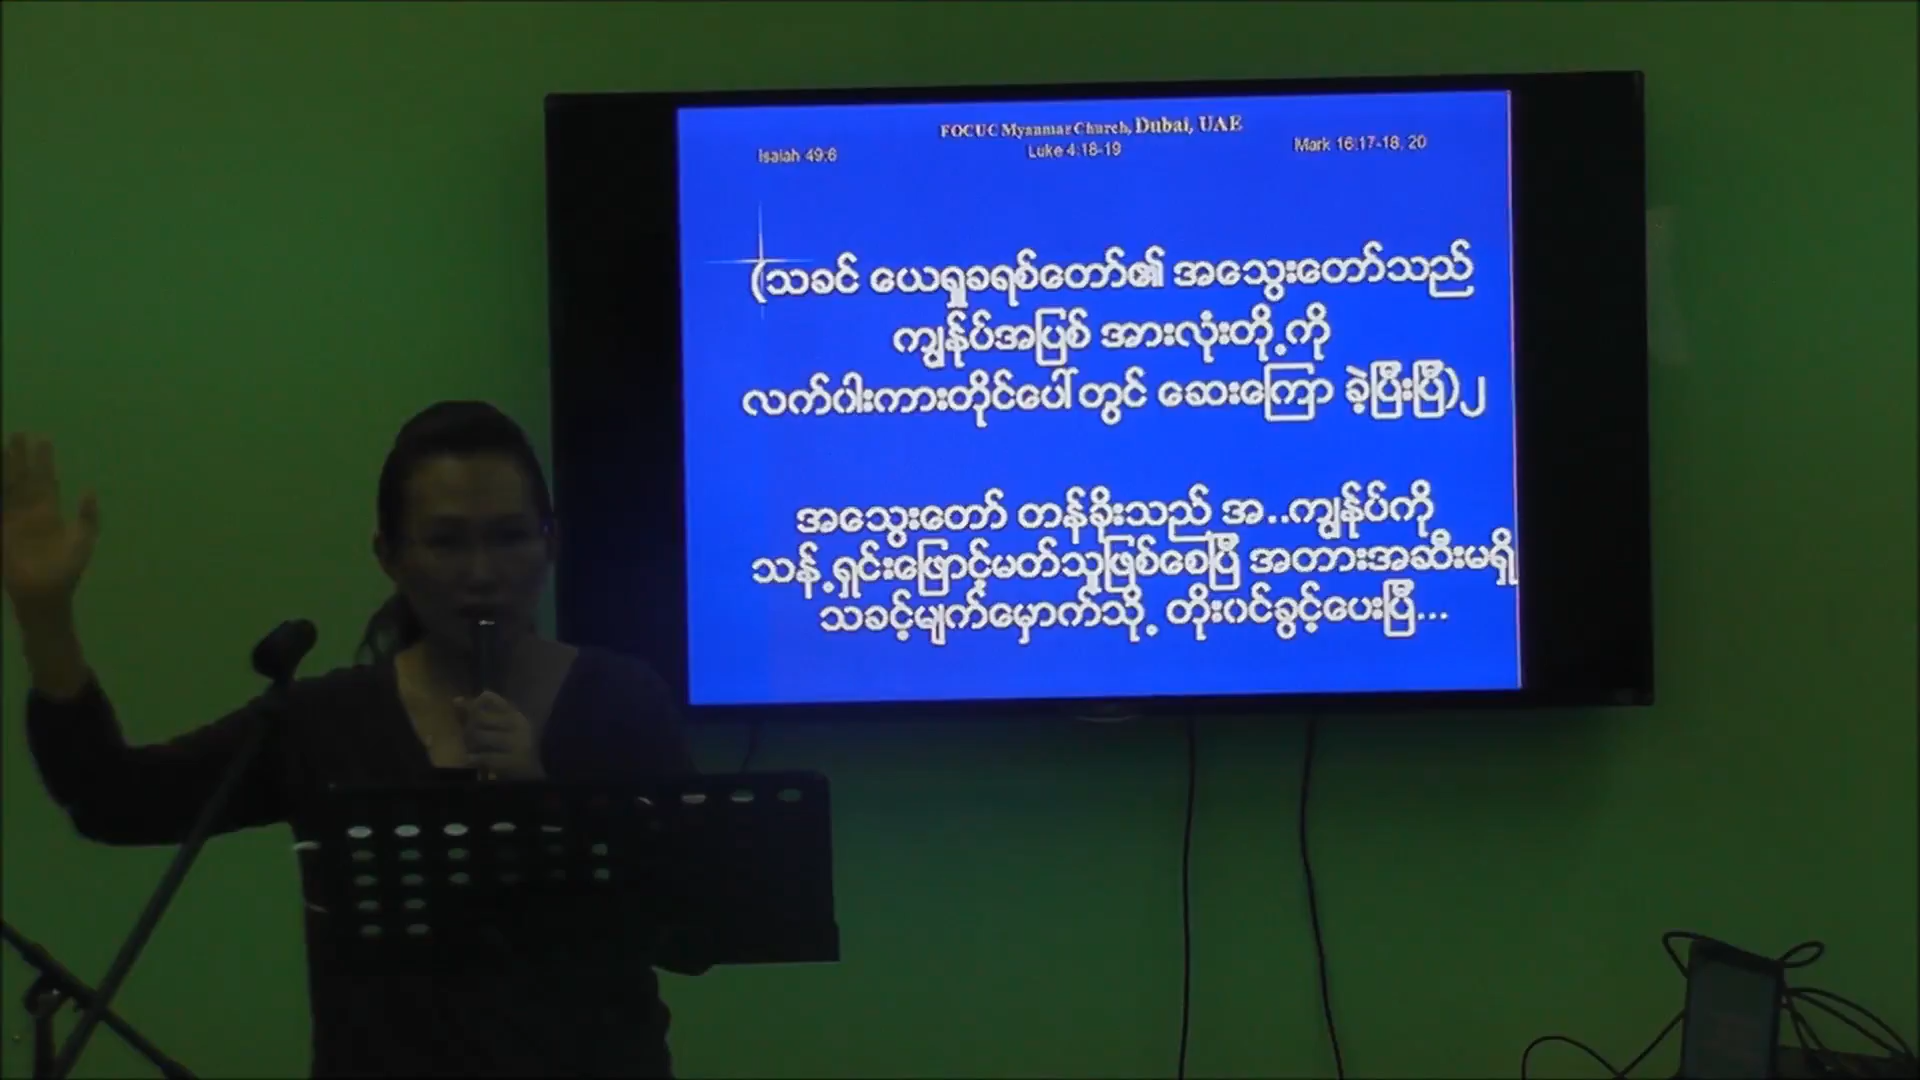 FOCUC Myanmar Church, Dubai, UAE
Isaiah 49:6 Luke 4:18-19 Mark 16:17-18, 20
(သခင် ယေရှုခရစ်တော်၏ အသွေးတော်သည်
ကျွန်ုပ်အပြစ် အားလုံးတို့ကို
လက်ဝါးကားတိုင်ပေါ်တွင် ဆေးကြော ခဲ့ပြီးပြီ)၂
အသွေးတော် တန်ခိုးသည် အ..ကျွန်ုပ်ကို
သန့်ရှင်းဖြောင့်မတ်သူဖြစ်စေပြီ အတားအဆီးမရှိ
သခင့်မျက်မှောက်သို့ တိုးဝင်ခွင့်ပေးပြီ...